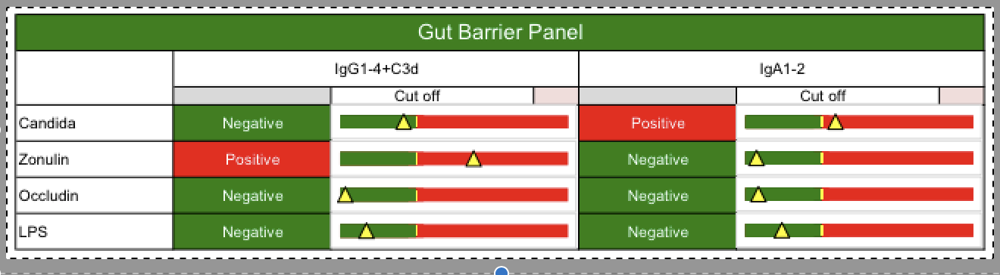 Gut Barrier Panel
IgG1-4+C3d IgA1-2
Cut off Cut off
Candida Negative Positive
Zonulin Positive Negative
Occludin Negative Negative
LPS Negative Negative